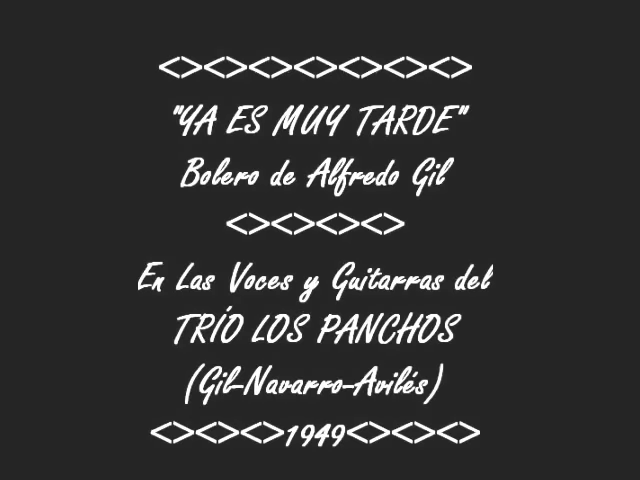 <><><><><><><>
"YA ES MUY TARDE"
Bolero de Alfredo Gil
<><><><>
En Las Voces y Guitarras del
TRÍO LOS PANCHOS
(Gil-Navarro-Avilés)
<><><>1949<><><>